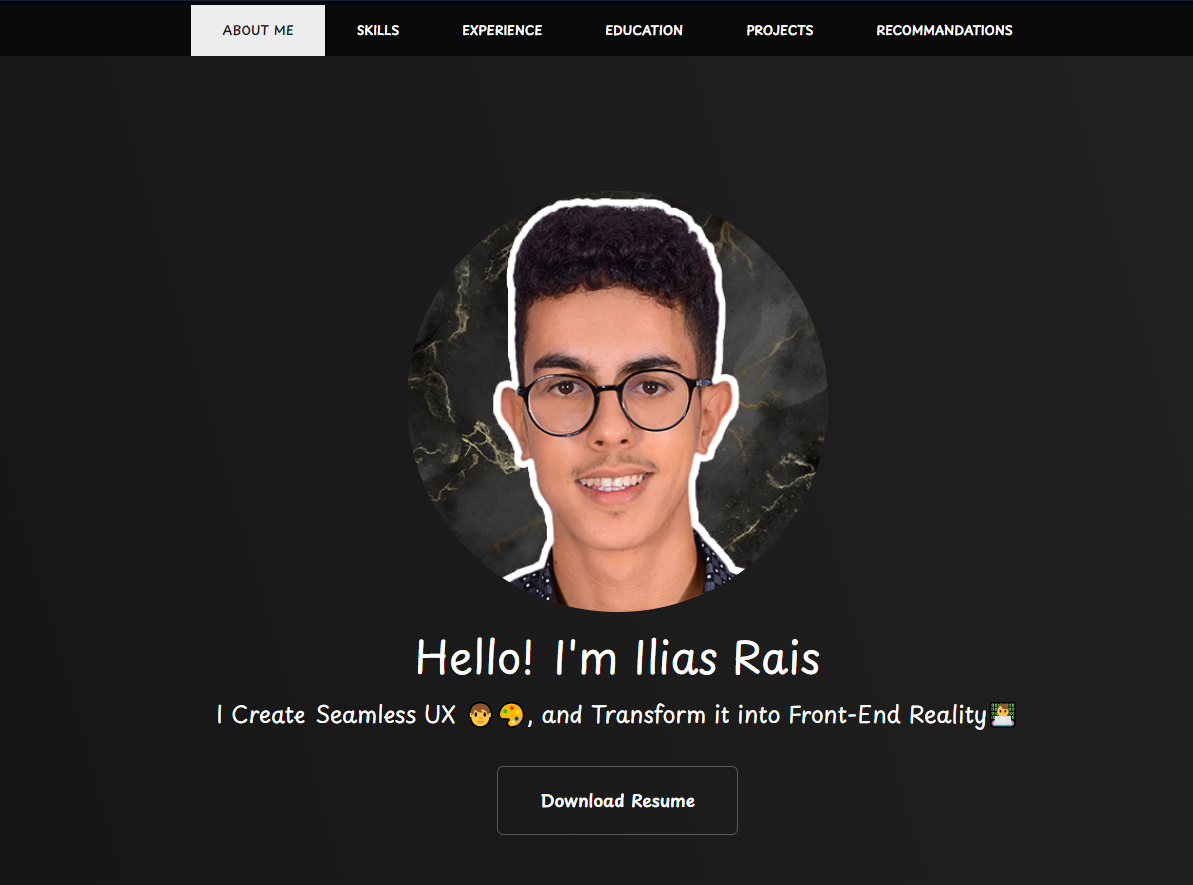 ABOUT ME SKILLS EXPERIENCE EDUCATION PROJECTS RECOMMANDATIONS
Hello! I'm Ilias Rais
I Create Seamless UX 👨🎨, and Transform it into Front-End Reality👨‍💻
Download Resume